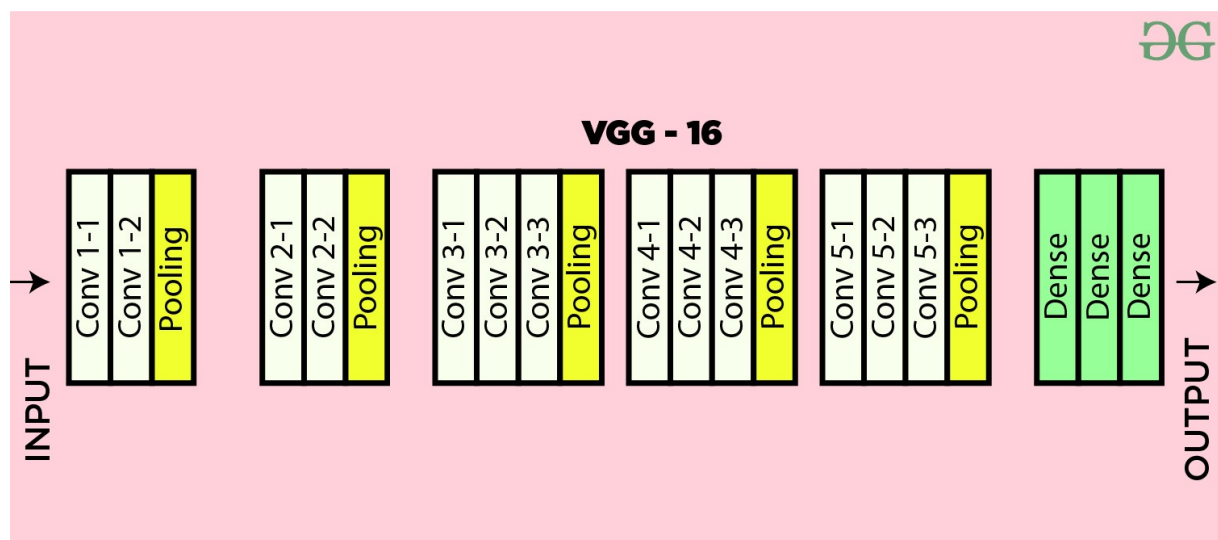 VGG - 16
INPUT
Conv 1-1
Conv 1-2
Pooling
Conv 2-1
Conv 2-2
Pooling
Conv 3-1
Conv 3-2
Conv 3-3
Pooling
Conv 4-1
Conv 4-2
Conv 4-3
Pooling
Conv 5-1
Conv 5-2
Conv 5-3
Pooling
Dense
Dense
Dense
OUTPUT